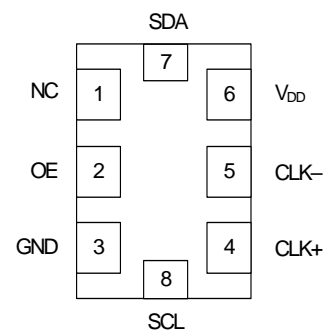 SDA
7
NC 1 6 VDD
OE 2 5 CLK–
GND 3 4 CLK+
8
SCL